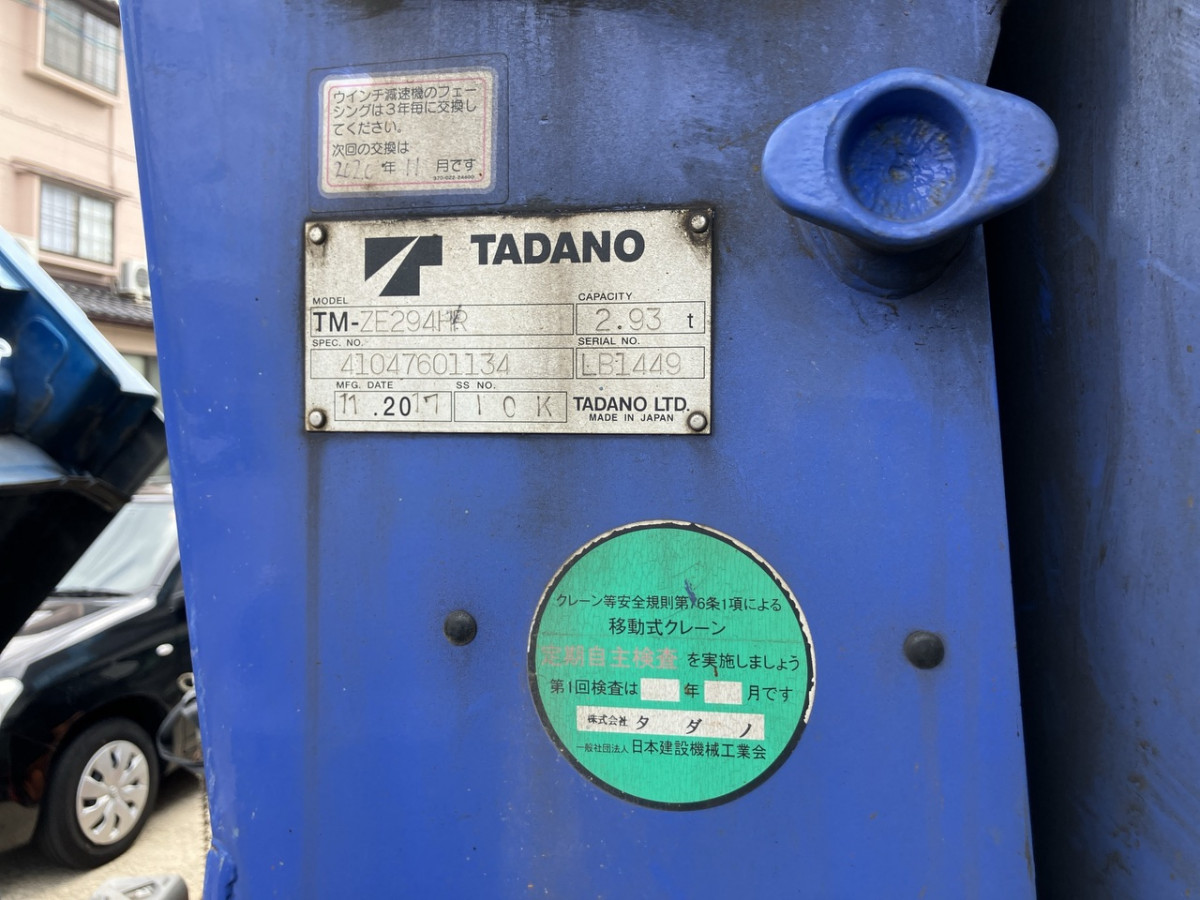 ウインチ減速機のフェー
シングは3年毎に交換し
てください。
次回の交換は
2020年 11月です
TADANO
MODEL
CAPACITY
TM-ZE294HR
2.93 t
SPEC. NO.
SERIAL NO.
41047601134
LB1449
MFG. DATE
SS NO.
11.2017
10K
TADANO LTD.
MADE IN JAPAN
クレーン等安全規則第76条1項による
移動式クレーン
定期自主検査 を実施しましょう
第1回検査は 年 月です
株式会社 タダノ
一般社団法人 日本建設機械工業会